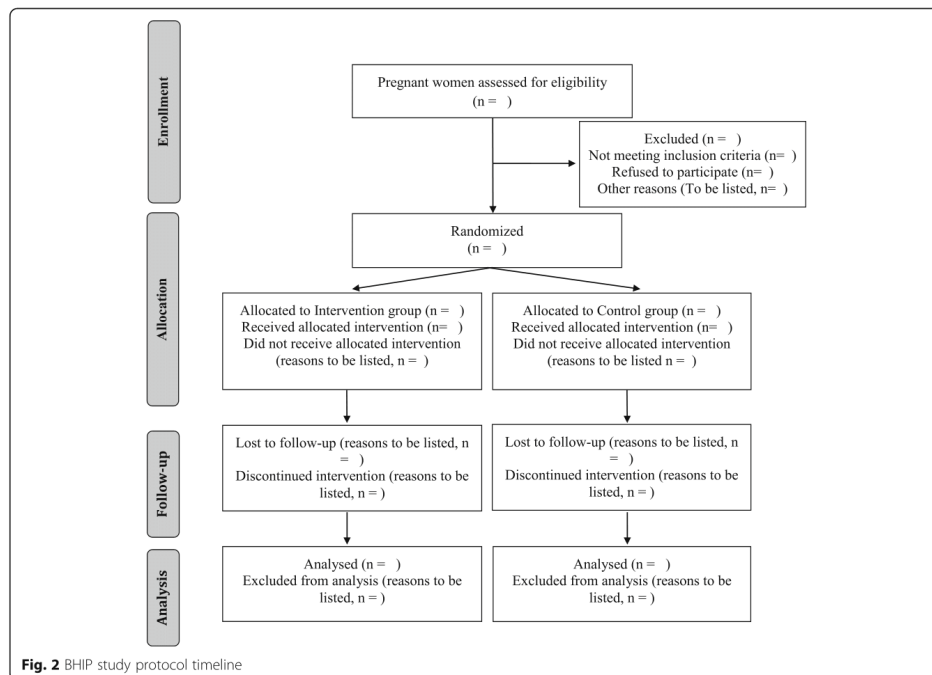 Enrollment
Pregnant women assessed for eligibility
(n = )
Excluded (n = )
Not meeting inclusion criteria (n= )
Refused to participate (n= )
Other reasons (To be listed, n= )
Allocation
Randomized
(n = )
Allocated to Intervention group (n = )
Received allocated intervention (n= )
Did not receive allocated intervention
(reasons to be listed, n = )
Allocated to Control group (n = )
Received allocated intervention (n= )
Did not receive allocated intervention
(reasons to be listed n = )
Follow-up
Lost to follow-up (reasons to be listed, n
= )
Discontinued intervention (reasons to be
listed, n = )
Lost to follow-up (reasons to be listed, n
= )
Discontinued intervention (reasons to be
listed, n = )
Analysis
Analysed (n = )
Excluded from analysis (reasons to be
listed, n = )
Analysed (n = )
Excluded from analysis (reasons to be
listed, n = )
Fig. 2 BHIP study protocol timeline